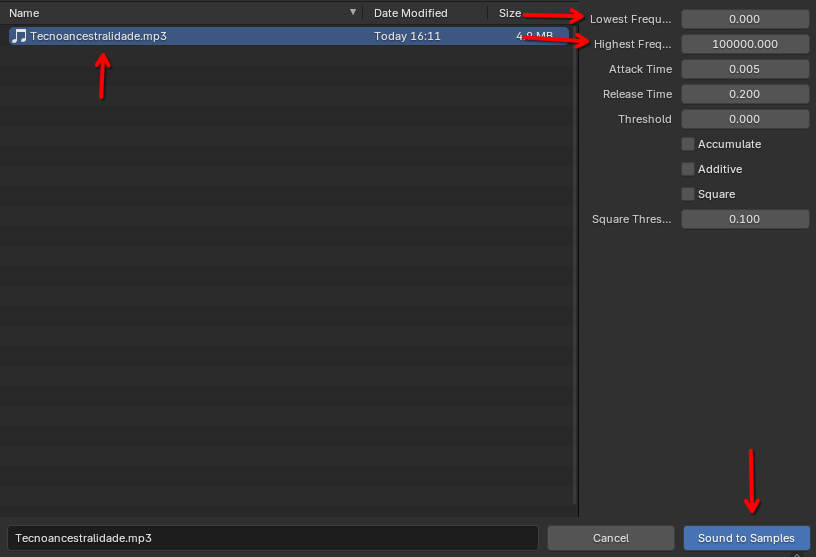 Name Date Modified Size
Tecnoancestralidade.mp3 Today 16:11 4.9 MB
Lowest Frequ... 0.000
Highest Freq... 100000.000
Attack Time 0.005
Release Time 0.200
Threshold 0.000
Accumulate
Additive
Square
Square Thres... 0.100
Tecnoancestralidade.mp3 Cancel Sound to Samples